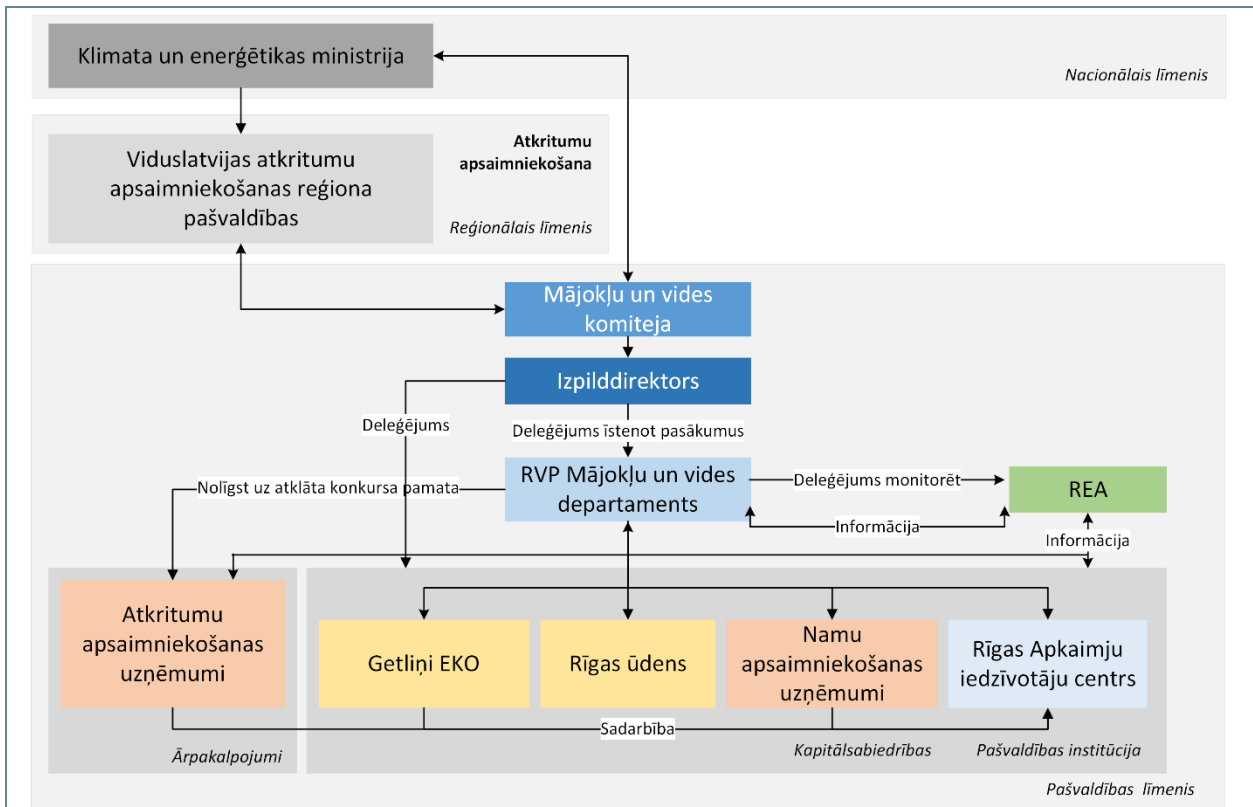 Klimata un enerģētikas ministrija
Nacionālais līmenis
Atkritumu
apsaimniekošana
Viduslatvijas atkritumu
apsaimniekošanas reģiona
pašvaldības
Reģionālais līmenis
Mājokļu un vides
komiteja
Izpilddirektors
Deleģējums
Deleģējums īstenot pasākumus
RVP Mājokļu un vides
departaments
Nolīgst uz atklāta konkursa pamata
Deleģējums monitorēt
REA
Informācija
Informācija
Atkritumu
apsaimniekošanas
uzņēmumi
Getliņi EKO
Rīgas ūdens
Namu
apsaimniekošanas
uzņēmumi
Rīgas Apkaimju
iedzīvotāju centrs
Sadarbība
Ārpakalpojumi
Kapitālsabiedrības
Pašvaldības institūcija
Pašvaldības līmenis